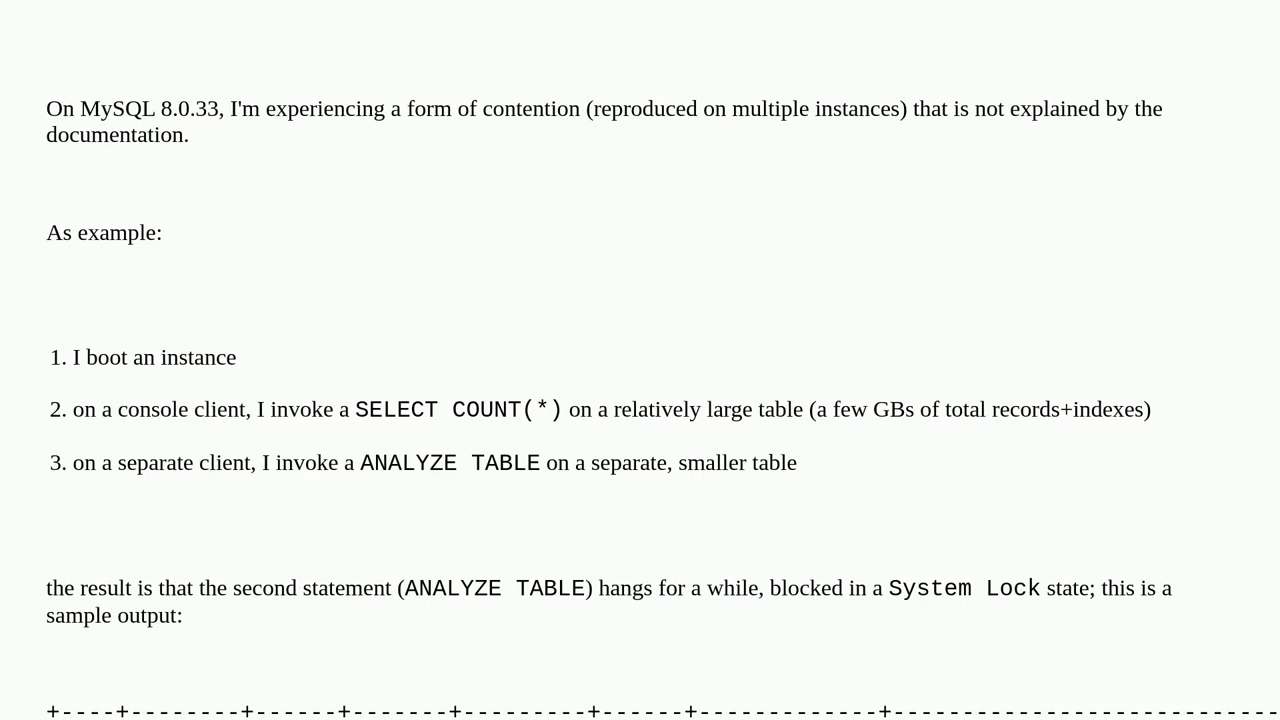 On MySQL 8.0.33, I'm experiencing a form of contention (reproduced on multiple instances) that is not explained by the
documentation.
As example:
1. I boot an instance
2. on a console client, I invoke a SELECT COUNT(*) on a relatively large table (a few GBs of total records+indexes)
3. on a separate client, I invoke a ANALYZE TABLE on a separate, smaller table
the result is that the second statement (ANALYZE TABLE) hangs for a while, blocked in a System Lock state; this is a
sample output:
+----+--------+------+-------+---------+------+-------------+----------------------------